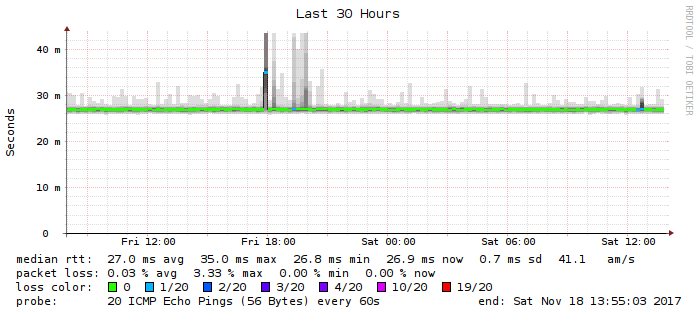 Last 30 Hours
RRDTOOL / TOBI OETIKER
Seconds
40 m
30 m
20 m
10 m
0
Fri 12:00 Fri 18:00 Sat 00:00 Sat 06:00 Sat 12:00
median rtt: 27.0 ms avg 35.0 ms max 26.8 ms min 26.9 ms now 0.7 ms sd 41.1 am/s
packet loss: 0.03 % avg 3.33 % max 0.00 % min 0.00 % now
loss color: 0 1/20 2/20 3/20 4/20 10/20 19/20
probe: 20 ICMP Echo Pings (56 Bytes) every 60s end: Sat Nov 18 13:55:03 2017